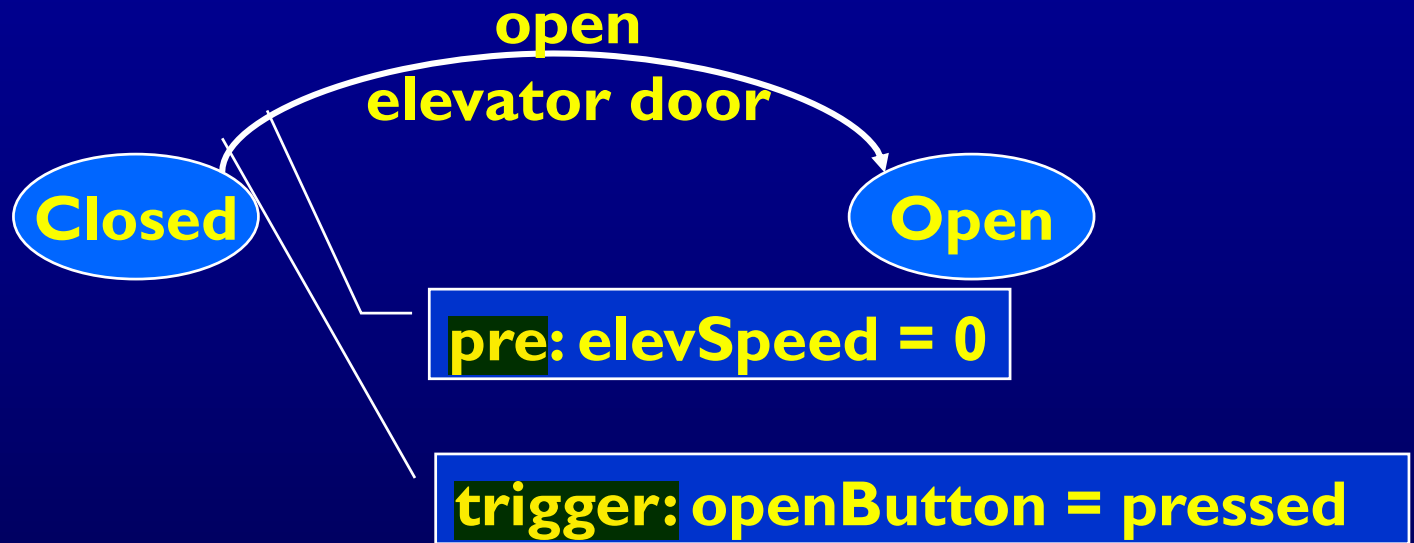 open
elevator door
Closed
Open
pre: elevSpeed = 0
trigger: openButton = pressed